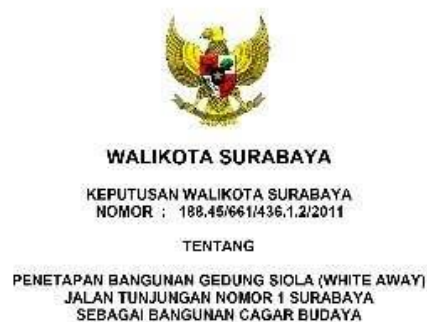 WALIKOTA SURABAYA
KEPUTUSAN WALIKOTA SURABAYA
NOMOR : 188.45/661/436.1.2/2011
TENTANG
PENETAPAN BANGUNAN GEDUNG SIOLA (WHITE AWAY)
JALAN TUNJUNGAN NOMOR 1 SURABAYA
SEBAGAI BANGUNAN CAGAR BUDAYA